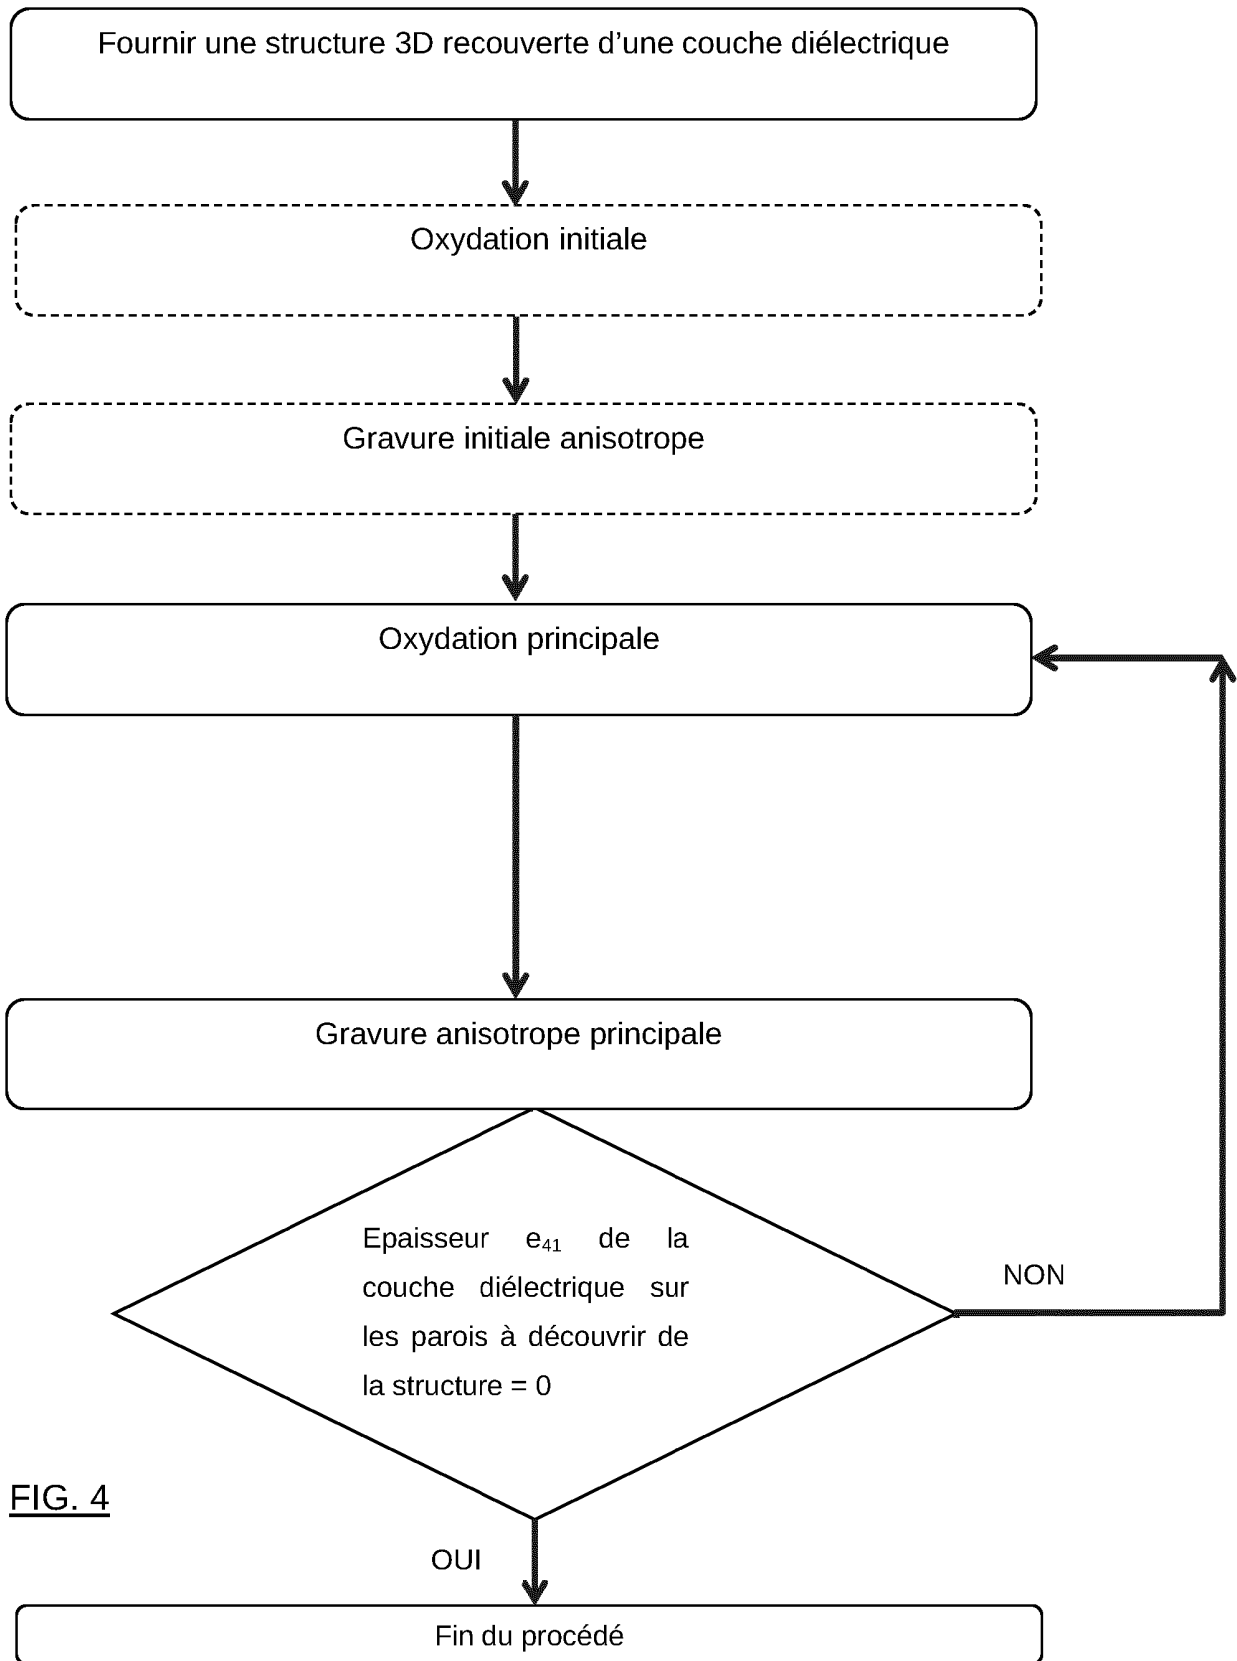 Fournir une structure 3D recouverte d’une couche diélectrique
Oxydation initiale
Gravure initiale anisotrope
Oxydation principale
Gravure anisotrope principale
Epaisseur e₄₁ de la
couche diélectrique sur
les parois à découvrir de
la structure = 0
NON
FIG. 4
OUI
Fin du procédé